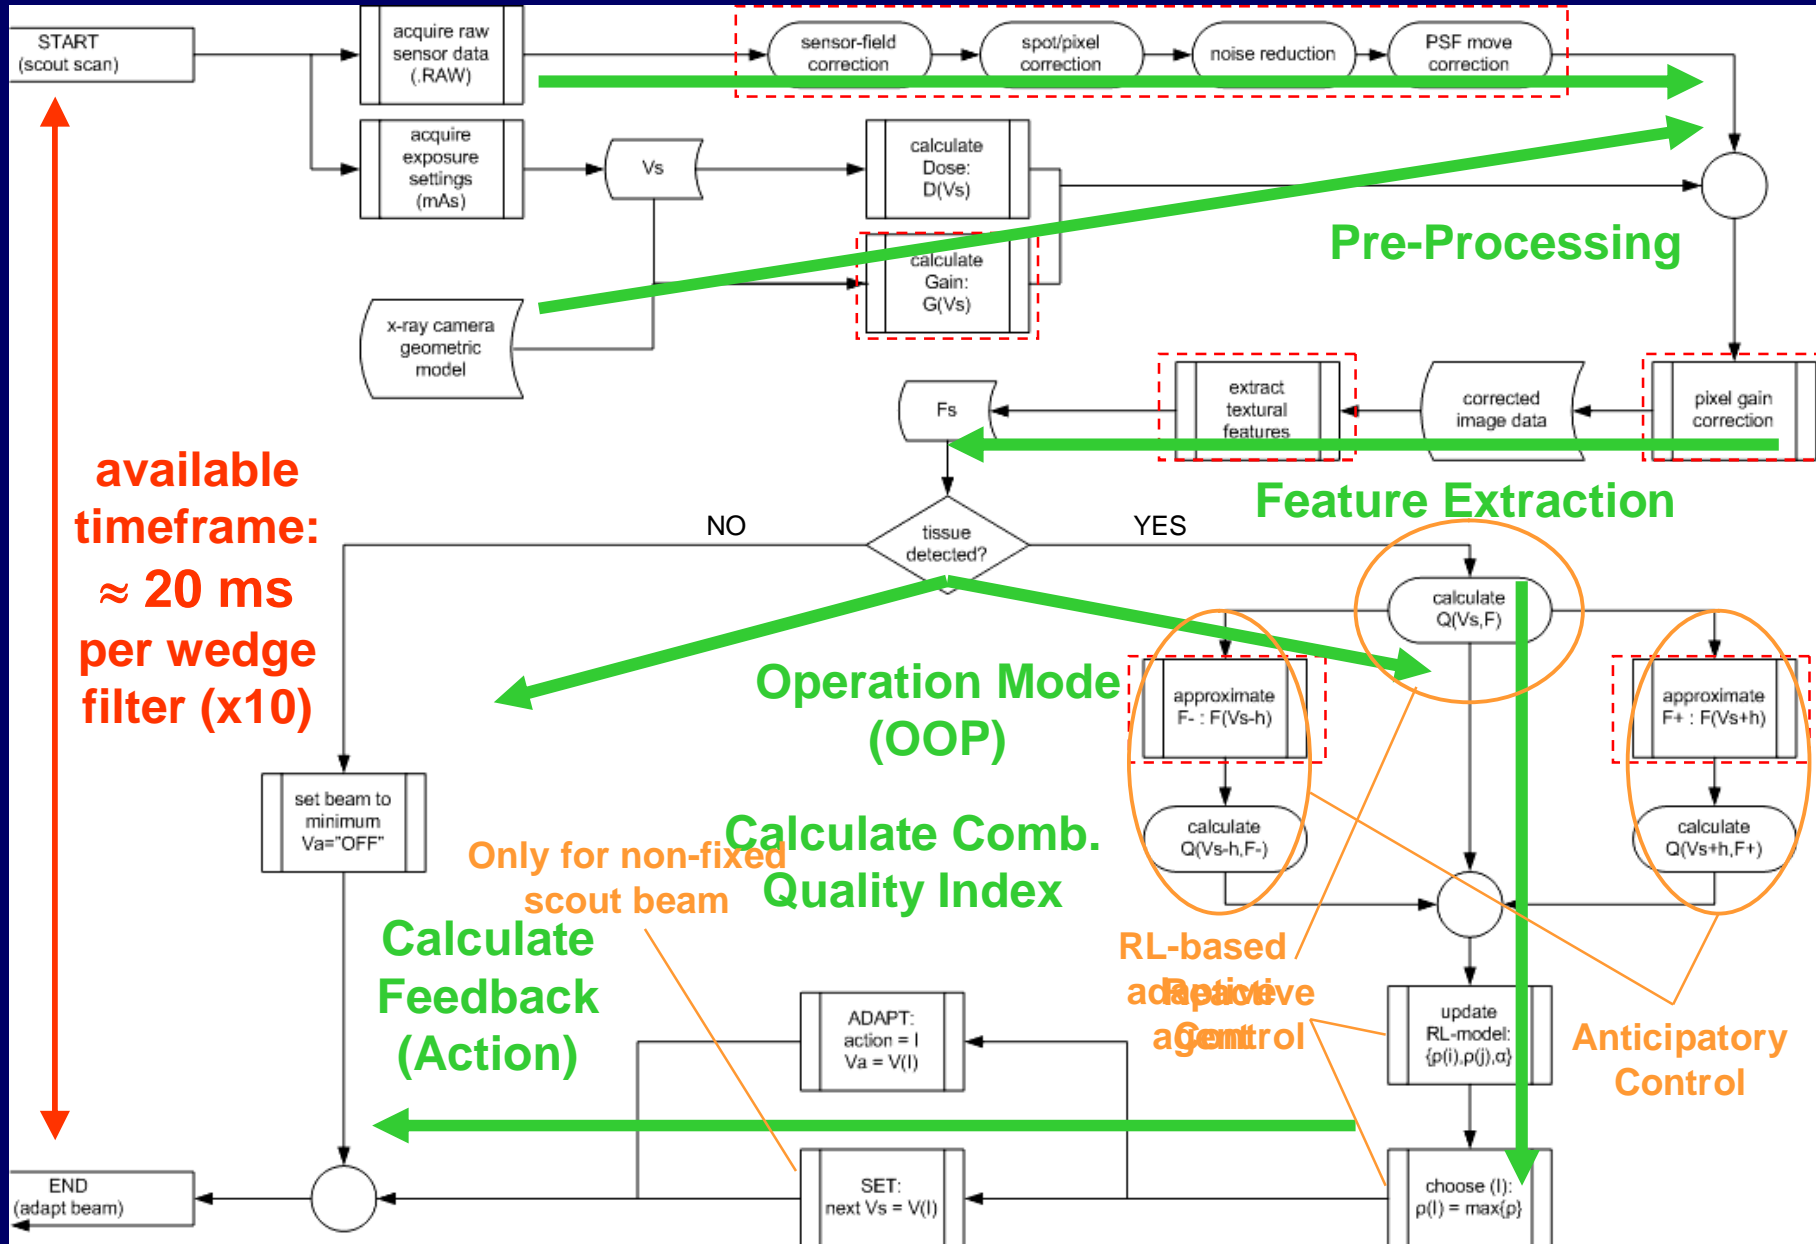 START
(scout scan)
acquire raw
sensor data
(.RAW)
sensor-field
correction
spot/pixel
correction
noise reduction
PSF move
correction
acquire
exposure
settings
(mAs)
Vs
calculate
Dose:
D(Vs)
Pre-Processing
calculate
Gain:
G(Vs)
x-ray camera
geometric
model
Fs
extract
textural
features
corrected
image data
pixel gain
correction
Feature Extraction
available
timeframe:
≈ 20 ms
per wedge
filter (x10)
NO
tissue
detected?
YES
calculate
Q(Vs,F)
Operation Mode
(OOP)
approximate
F- : F(Vs-h)
approximate
F+ : F(Vs+h)
set beam to
minimum
Va="OFF"
Calculate Comb.
Quality Index
calculate
Q(Vs-h,F-)
calculate
Q(Vs+h,F+)
Only for non-fixed
scout beam
Calculate
Feedback
(Action)
RL-based
adaptive
agent
Reactive
Control
Anticipatory
Control
ADAPT:
action = I
Va = V(I)
update
RL-model:
{ρ(i),ρ(j),α}
END
(adapt beam)
SET:
next Vs = V(I)
choose (I):
ρ(I) = max{ρ}